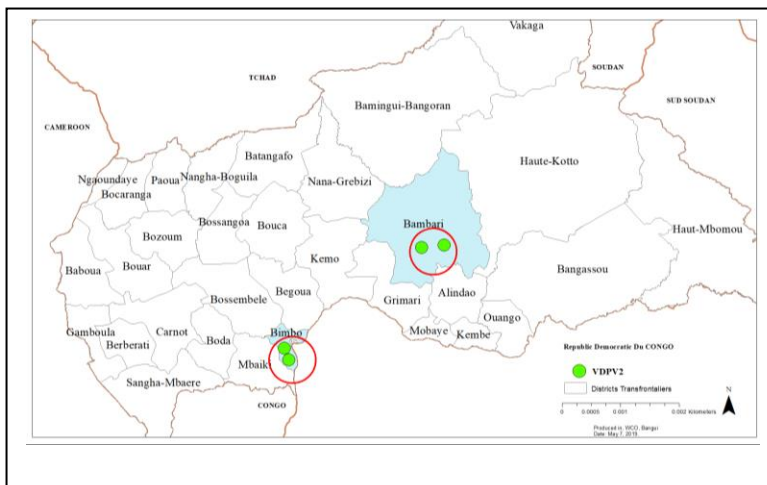 Vakaga
SOUDAN
TCHAD
SUD SOUDAN
Bamingui-Bangoran
CAMEROON
Batangafo
Haute-Kotto
Ngaoundaye
Paoua
Nangha-Boguila
Nana-Grebizi
Bocaranga
Bambari
Bossangoa
Bouca
Haut-Mbomou
Bozoum
Kemo
Baboua
Bouar
Bangassou
Begoua
Alindao
Bossembele
Grimari
Ouango
Gamboula
Carnot
Bimbo
Mobaye
Kembe
Berberati
Boda
Mbaiki
Republic Democratic Du CONGO
VDPV2
Sangha-Mbaere
Districts Transfrontaliers
N
CONGO
0 0.0005 0.001 0.002 Kilometers
Produced in, WCO, Bangui
Date: May 7, 2019